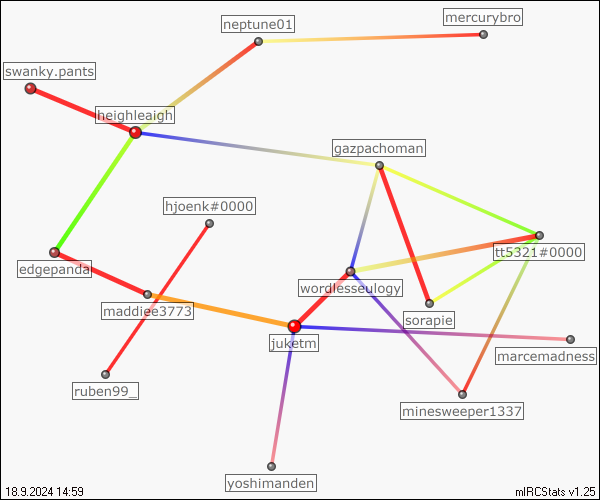 neptune01
mercurybro
swanky.pants
heighleaigh
gazpachoman
hjoenk#0000
tt5321#0000
edgepanda
wordlesseulogy
maddiee3773
sorapie
juketm
marcemadness
ruben99_
minesweeper1337
yoshimanden
18.9.2024 14:59
mIRCStats v1.25